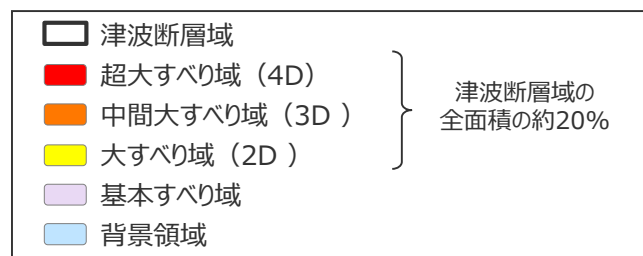 津波断層域
超大すべり域（4D）
中間大すべり域（3D ）
大すべり域（2D ）
基本すべり域
背景領域
津波断層域の
全面積の約20%